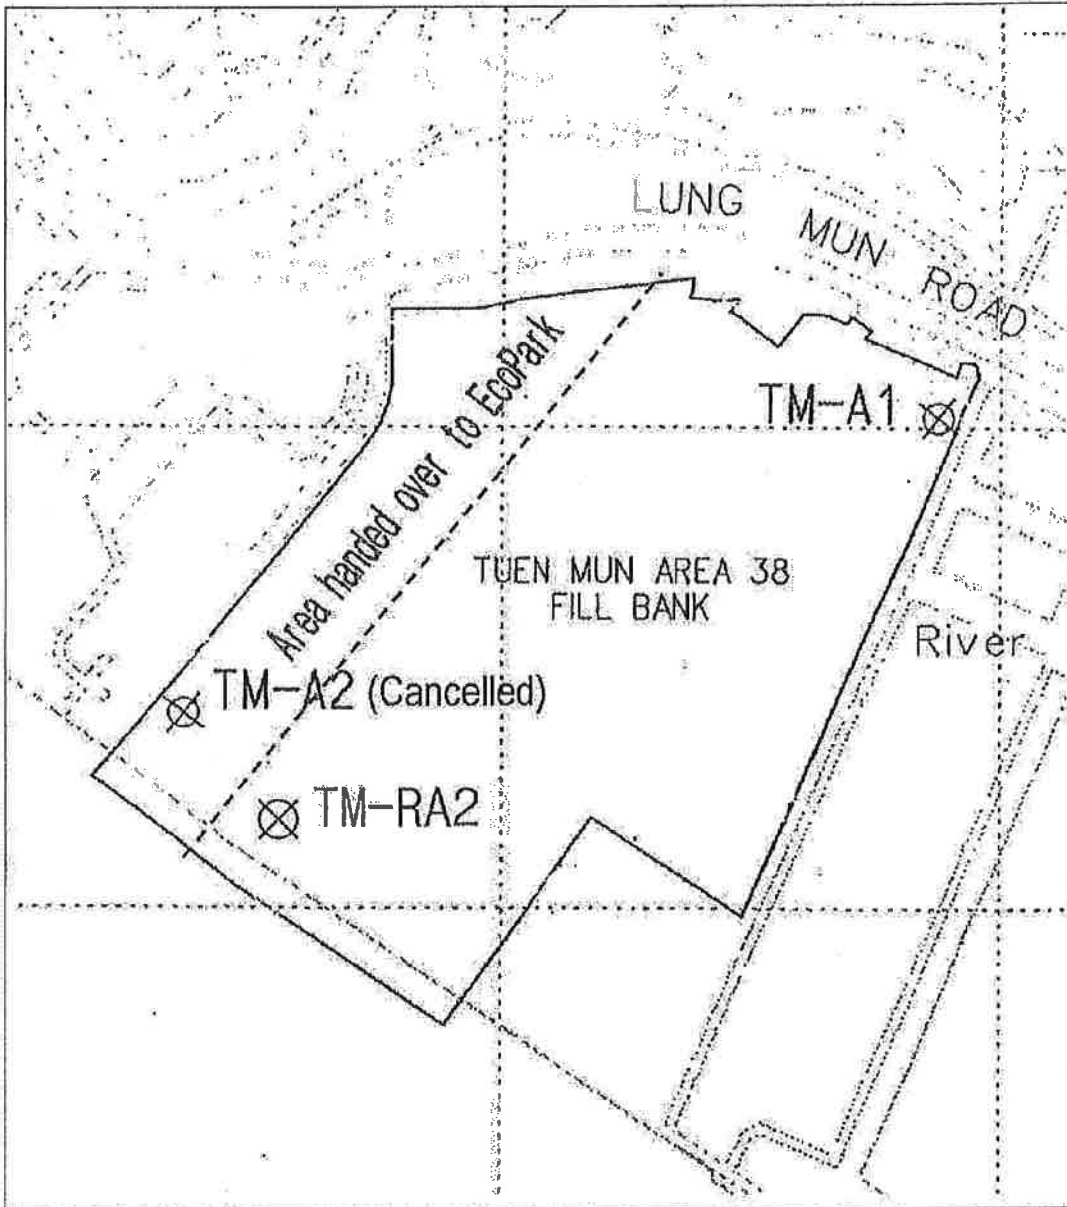 LUNG MUN ROAD
Area handed over to EcoPark
TM-A1
TUEN MUN AREA 38
FILL BANK
River
TM-A2 (Cancelled)
TM-RA2